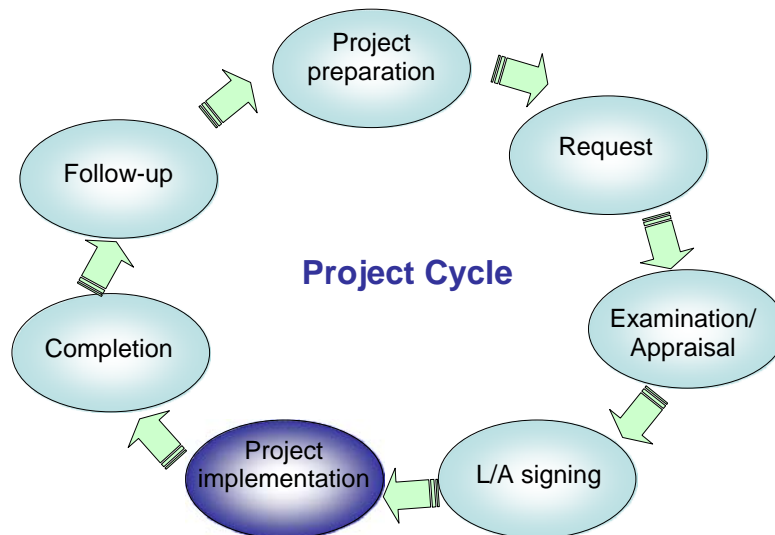 Project
preparation
Request
Examination/
Appraisal
L/A signing
Project
implementation
Completion
Follow-up
Project Cycle